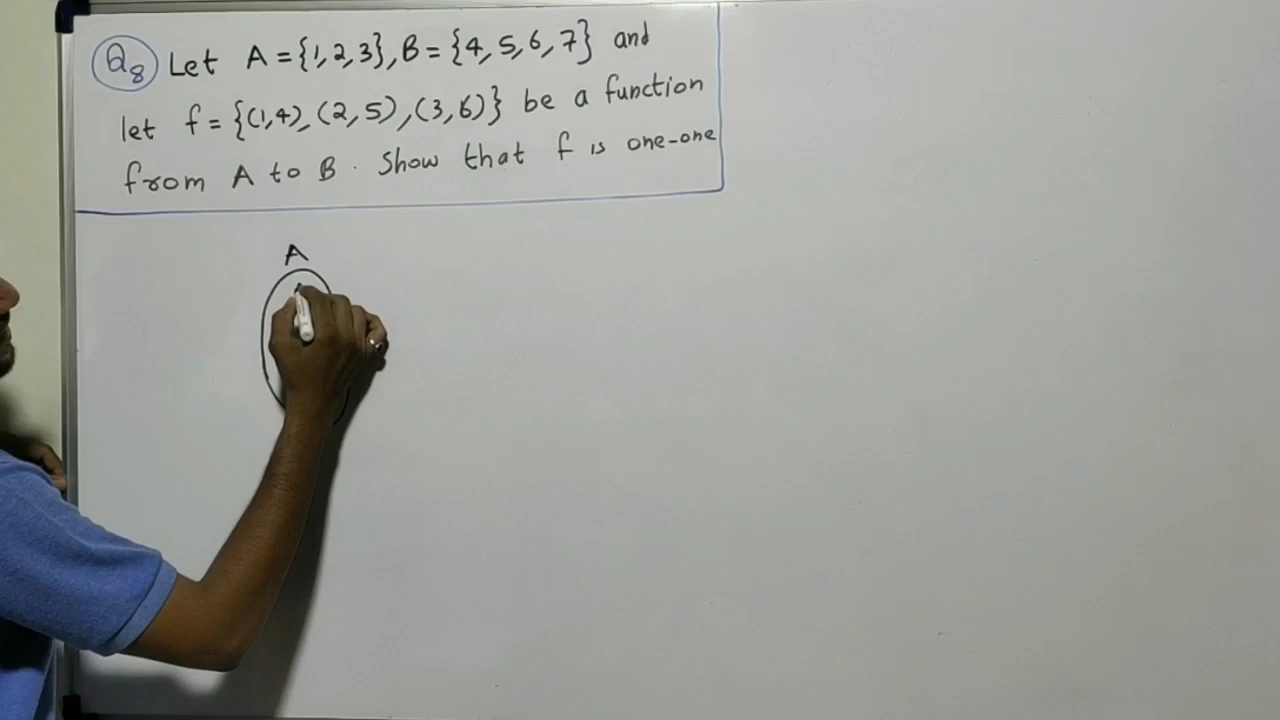 Q8 Let A = {1, 2, 3}, B = {4, 5, 6, 7} and
let f = {(1,4), (2, 5), (3, 6)} be a function
from A to B. Show that f is one-one
A